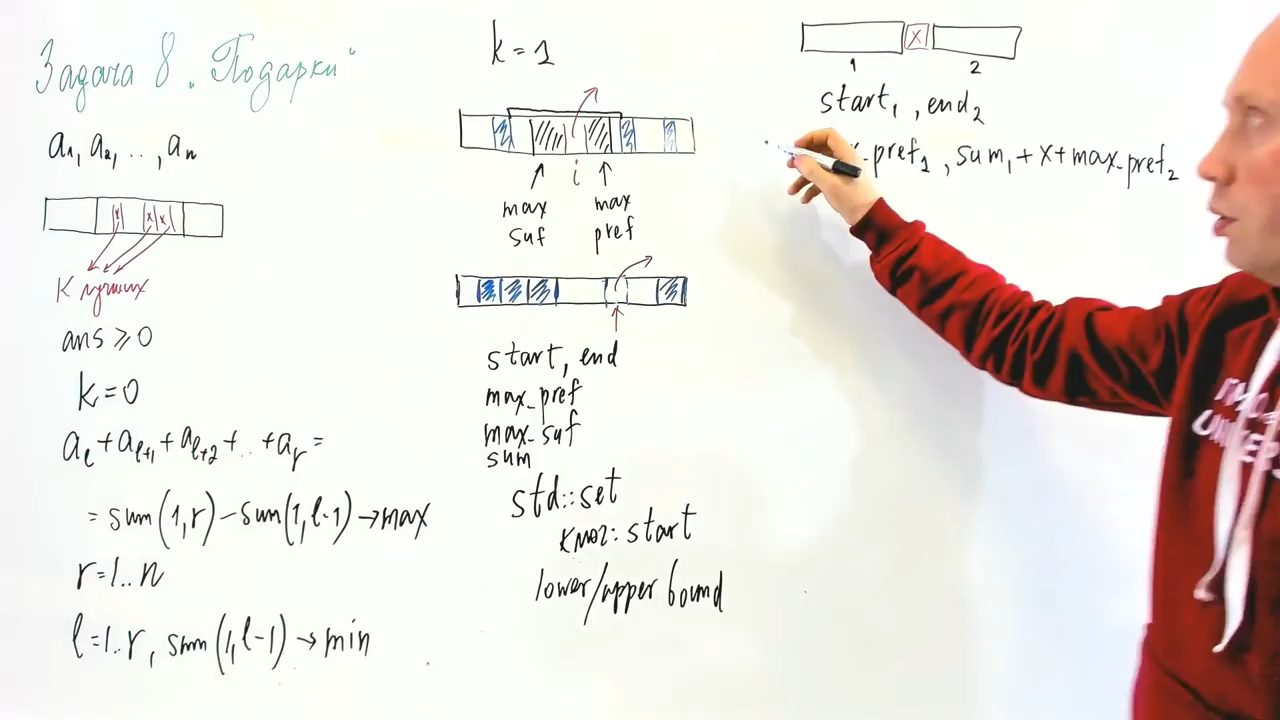 Задача 8 „Подарки“
a₁, a₂, .., aₙ
x x x
K лучших
ans ⩾ 0
k=0
aₗ+aₗ₊₁+aₗ₊₂+..+aᵣ=
= sum(1,r)-sum(1,l-1)→max
r=1..n
l=1..r, sum(1,l-1)→min
k=1
i
max suf
max pref
start, end
max_pref
max_suf
sum
std::set
ключ: start
lower/upper bound
x
1 2
start₁, end₂
_pref₁, sum₁+x+max_pref₂